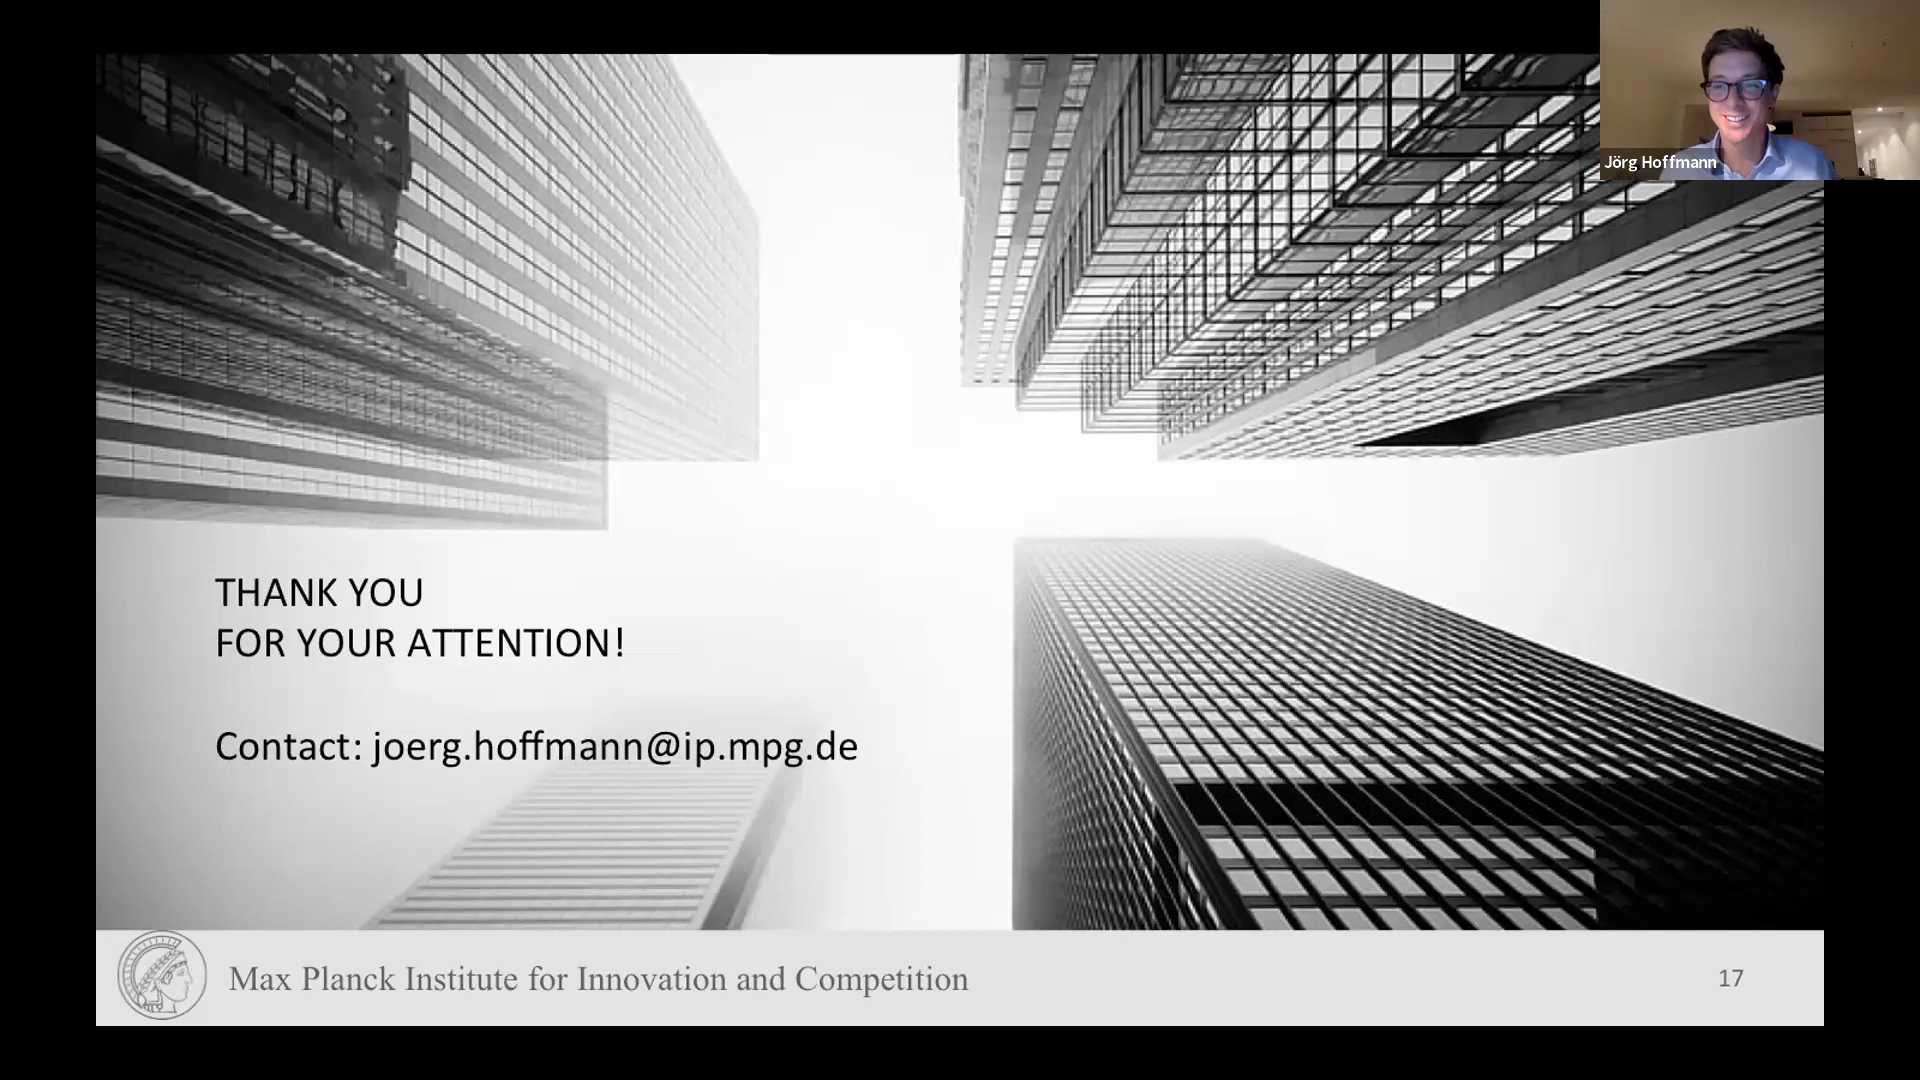 Jörg Hoffmann
THANK YOU
FOR YOUR ATTENTION!
Contact: joerg.hoffmann@ip.mpg.de
Max Planck Institute for Innovation and Competition
17